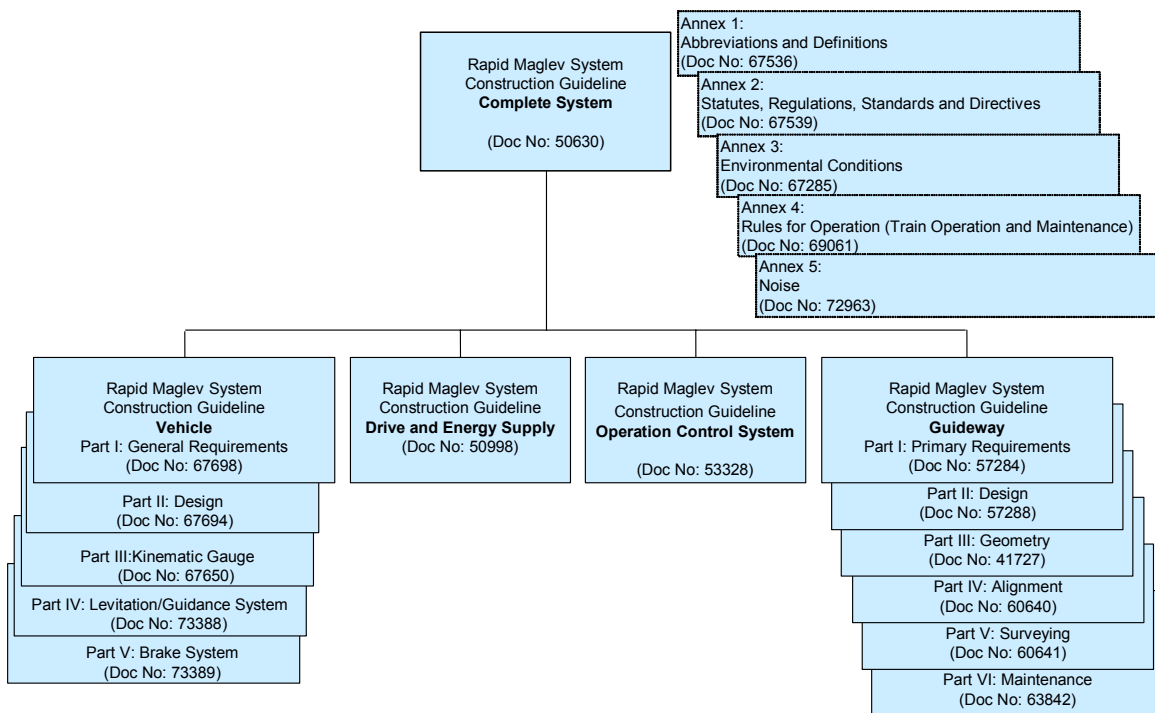 Rapid Maglev System
Construction Guideline
Complete System
(Doc No: 50630)
Annex 1:
Abbreviations and Definitions
(Doc No: 67536)
Annex 2:
Statutes, Regulations, Standards and Directives
(Doc No: 67539)
Annex 3:
Environmental Conditions
(Doc No: 67285)
Annex 4:
Rules for Operation (Train Operation and Maintenance)
(Doc No: 69061)
Annex 5:
Noise
(Doc No: 72963)
Rapid Maglev System
Construction Guideline
Vehicle
Part I: General Requirements
(Doc No: 67698)
Part II: Design
(Doc No: 67694)
Part III:Kinematic Gauge
(Doc No: 67650)
Part IV: Levitation/Guidance System
(Doc No: 73388)
Part V: Brake System
(Doc No: 73389)
Rapid Maglev System
Construction Guideline
Drive and Energy Supply
(Doc No: 50998)
Rapid Maglev System
Construction Guideline
Operation Control System
(Doc No: 53328)
Rapid Maglev System
Construction Guideline
Guideway
Part I: Primary Requirements
(Doc No: 57284)
Part II: Design
(Doc No: 57288)
Part III: Geometry
(Doc No: 41727)
Part IV: Alignment
(Doc No: 60640)
Part V: Surveying
(Doc No: 60641)
Part VI: Maintenance
(Doc No: 63842)